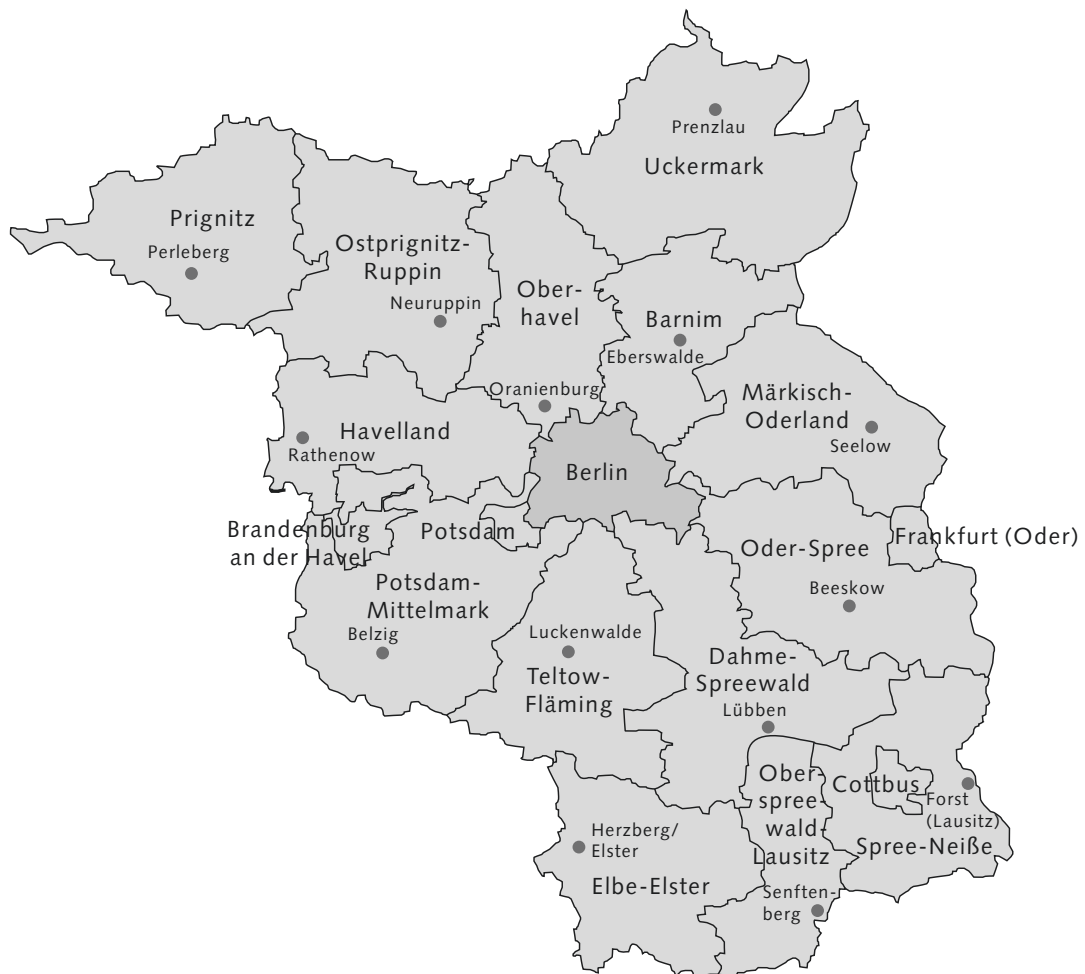 Prenzlau
Uckermark
Prignitz
Perleberg
Ostprignitz-
Ruppin
Neuruppin
Ober-
havel
Oranienburg
Barnim
Eberswalde
Märkisch-
Oderland
Seelow
Havelland
Rathenow
Berlin
Brandenburg
an der Havel
Potsdam
Oder-Spree
Frankfurt (Oder)
Beeskow
Potsdam-
Mittelmark
Belzig
Luckenwalde
Teltow-
Fläming
Dahme-
Spreewald
Lübben
Ober-
spree-
wald-
Lausitz
Cottbus
Forst
(Lausitz)
Spree-Neiße
Herzberg/
Elster
Elbe-Elster
Senften-
berg